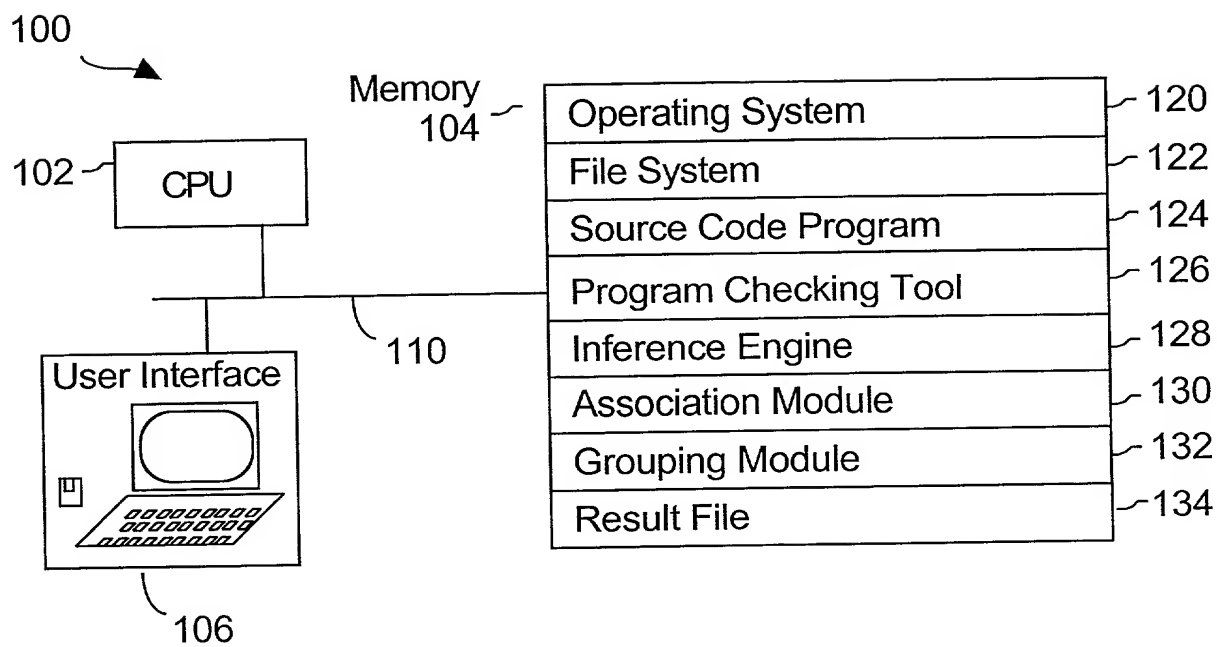 100
Memory
104
102
CPU
110
User Interface
106
Operating System 120
File System 122
Source Code Program 124
Program Checking Tool 126
Inference Engine 128
Association Module 130
Grouping Module 132
Result File 134